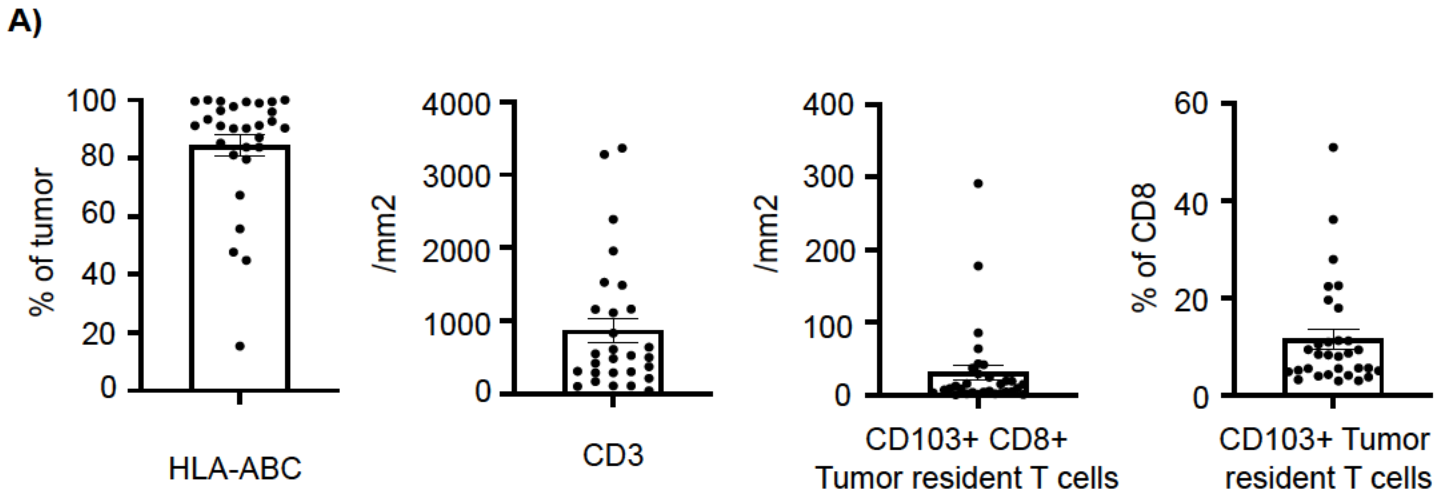 A)
% of tumor
100
80
60
40
20
0
HLA-ABC
/mm2
4000
3000
2000
1000
0
CD3
/mm2
400
300
200
100
0
CD103+ CD8+
Tumor resident T cells
% of CD8
60
40
20
0
CD103+ Tumor
resident T cells